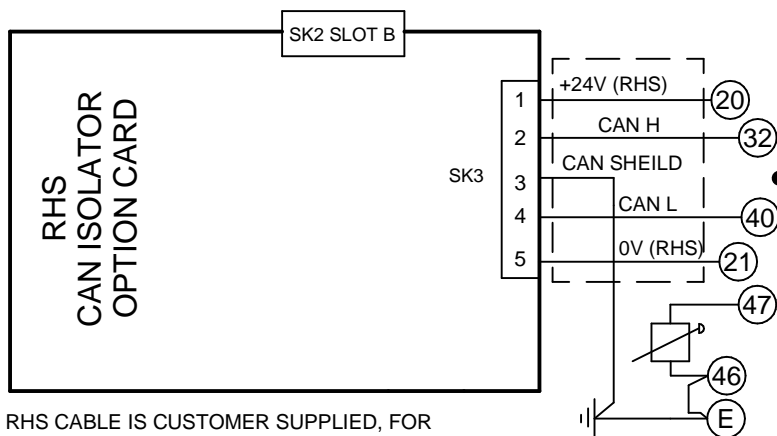 SK2 SLOT B
RHS
CAN ISOLATOR
OPTION CARD
SK3
1
+24V (RHS)
20
2
CAN H
32
3
CAN SHEILD
4
CAN L
40
5
0V (RHS)
21
47
46
E
RHS CABLE IS CUSTOMER SUPPLIED, FOR